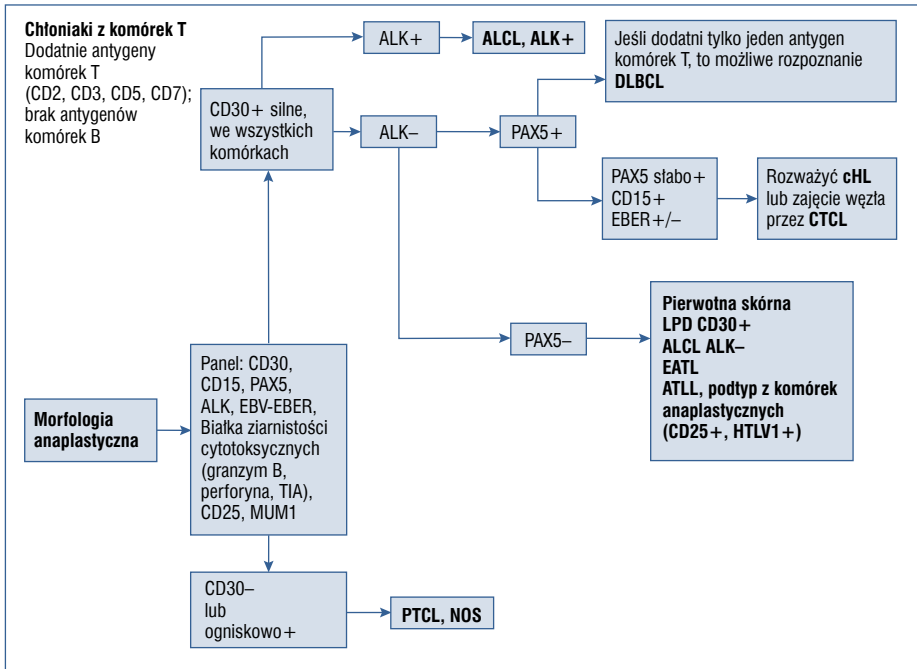 Chłoniaki z komórek T
Dodatnie antygeny
komórek T
(CD2, CD3, CD5, CD7);
brak antygenów
komórek B
CD30+ silne,
we wszystkich
komórkach
ALK+
ALCL, ALK+
ALK–
PAX5+
Jeśli dodatni tylko jeden antygen
komórek T, to możliwe rozpoznanie
DLBCL
PAX5 słabo+
CD15+
EBER+/–
Rozważyć cHL
lub zajęcie węzła
przez CTCL
PAX5–
Pierwotna skórna
LPD CD30+
ALCL ALK–
EATL
ATLL, podtyp z komórek
anaplastycznych
(CD25+, HTLV1+)
Morfologia
anaplastyczna
Panel: CD30,
CD15, PAX5,
ALK, EBV-EBER,
Białka ziarnistości
cytotoksycznych
(granzym B,
perforyna, TIA),
CD25, MUM1
CD30–
lub
ogniskowo+
PTCL, NOS